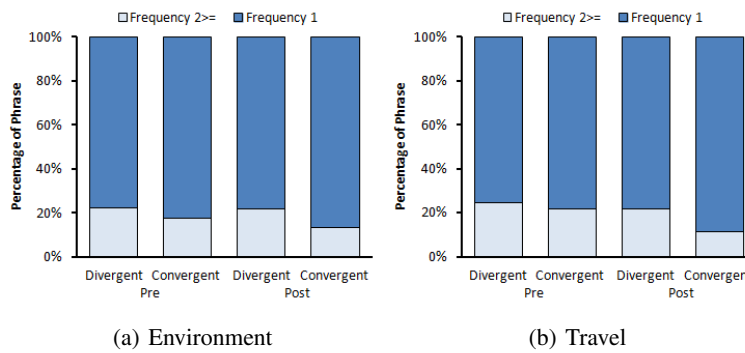 Frequency 2>= Frequency 1
100%
80%
60%
40%
20%
0%
Percentage of Phrase
Divergent Convergent Divergent Convergent
Pre Post
(a) Environment
Frequency 2>= Frequency 1
100%
80%
60%
40%
20%
0%
Percentage of Phrase
Divergent Convergent Divergent Convergent
Pre Post
(b) Travel